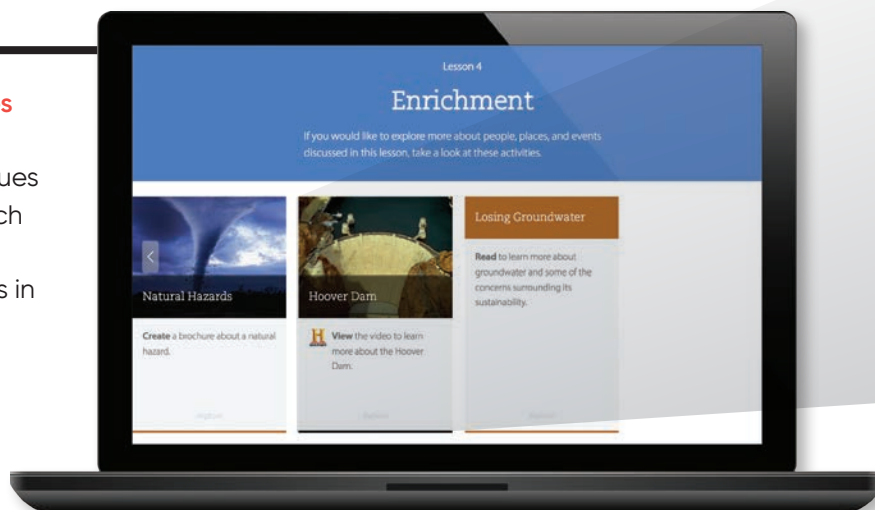 s
ues
ch
s in
Lesson 4
Enrichment
If you would like to explore more about people, places, and events
discussed in this lesson, take a look at these activities.
Natural Hazards
Create a brochure about a natural
hazard.
Hoover Dam
H View the video to learn
more about the Hoover
Dam.
Losing Groundwater
Read to learn more about
groundwater and some of the
concerns surrounding its
sustainability.